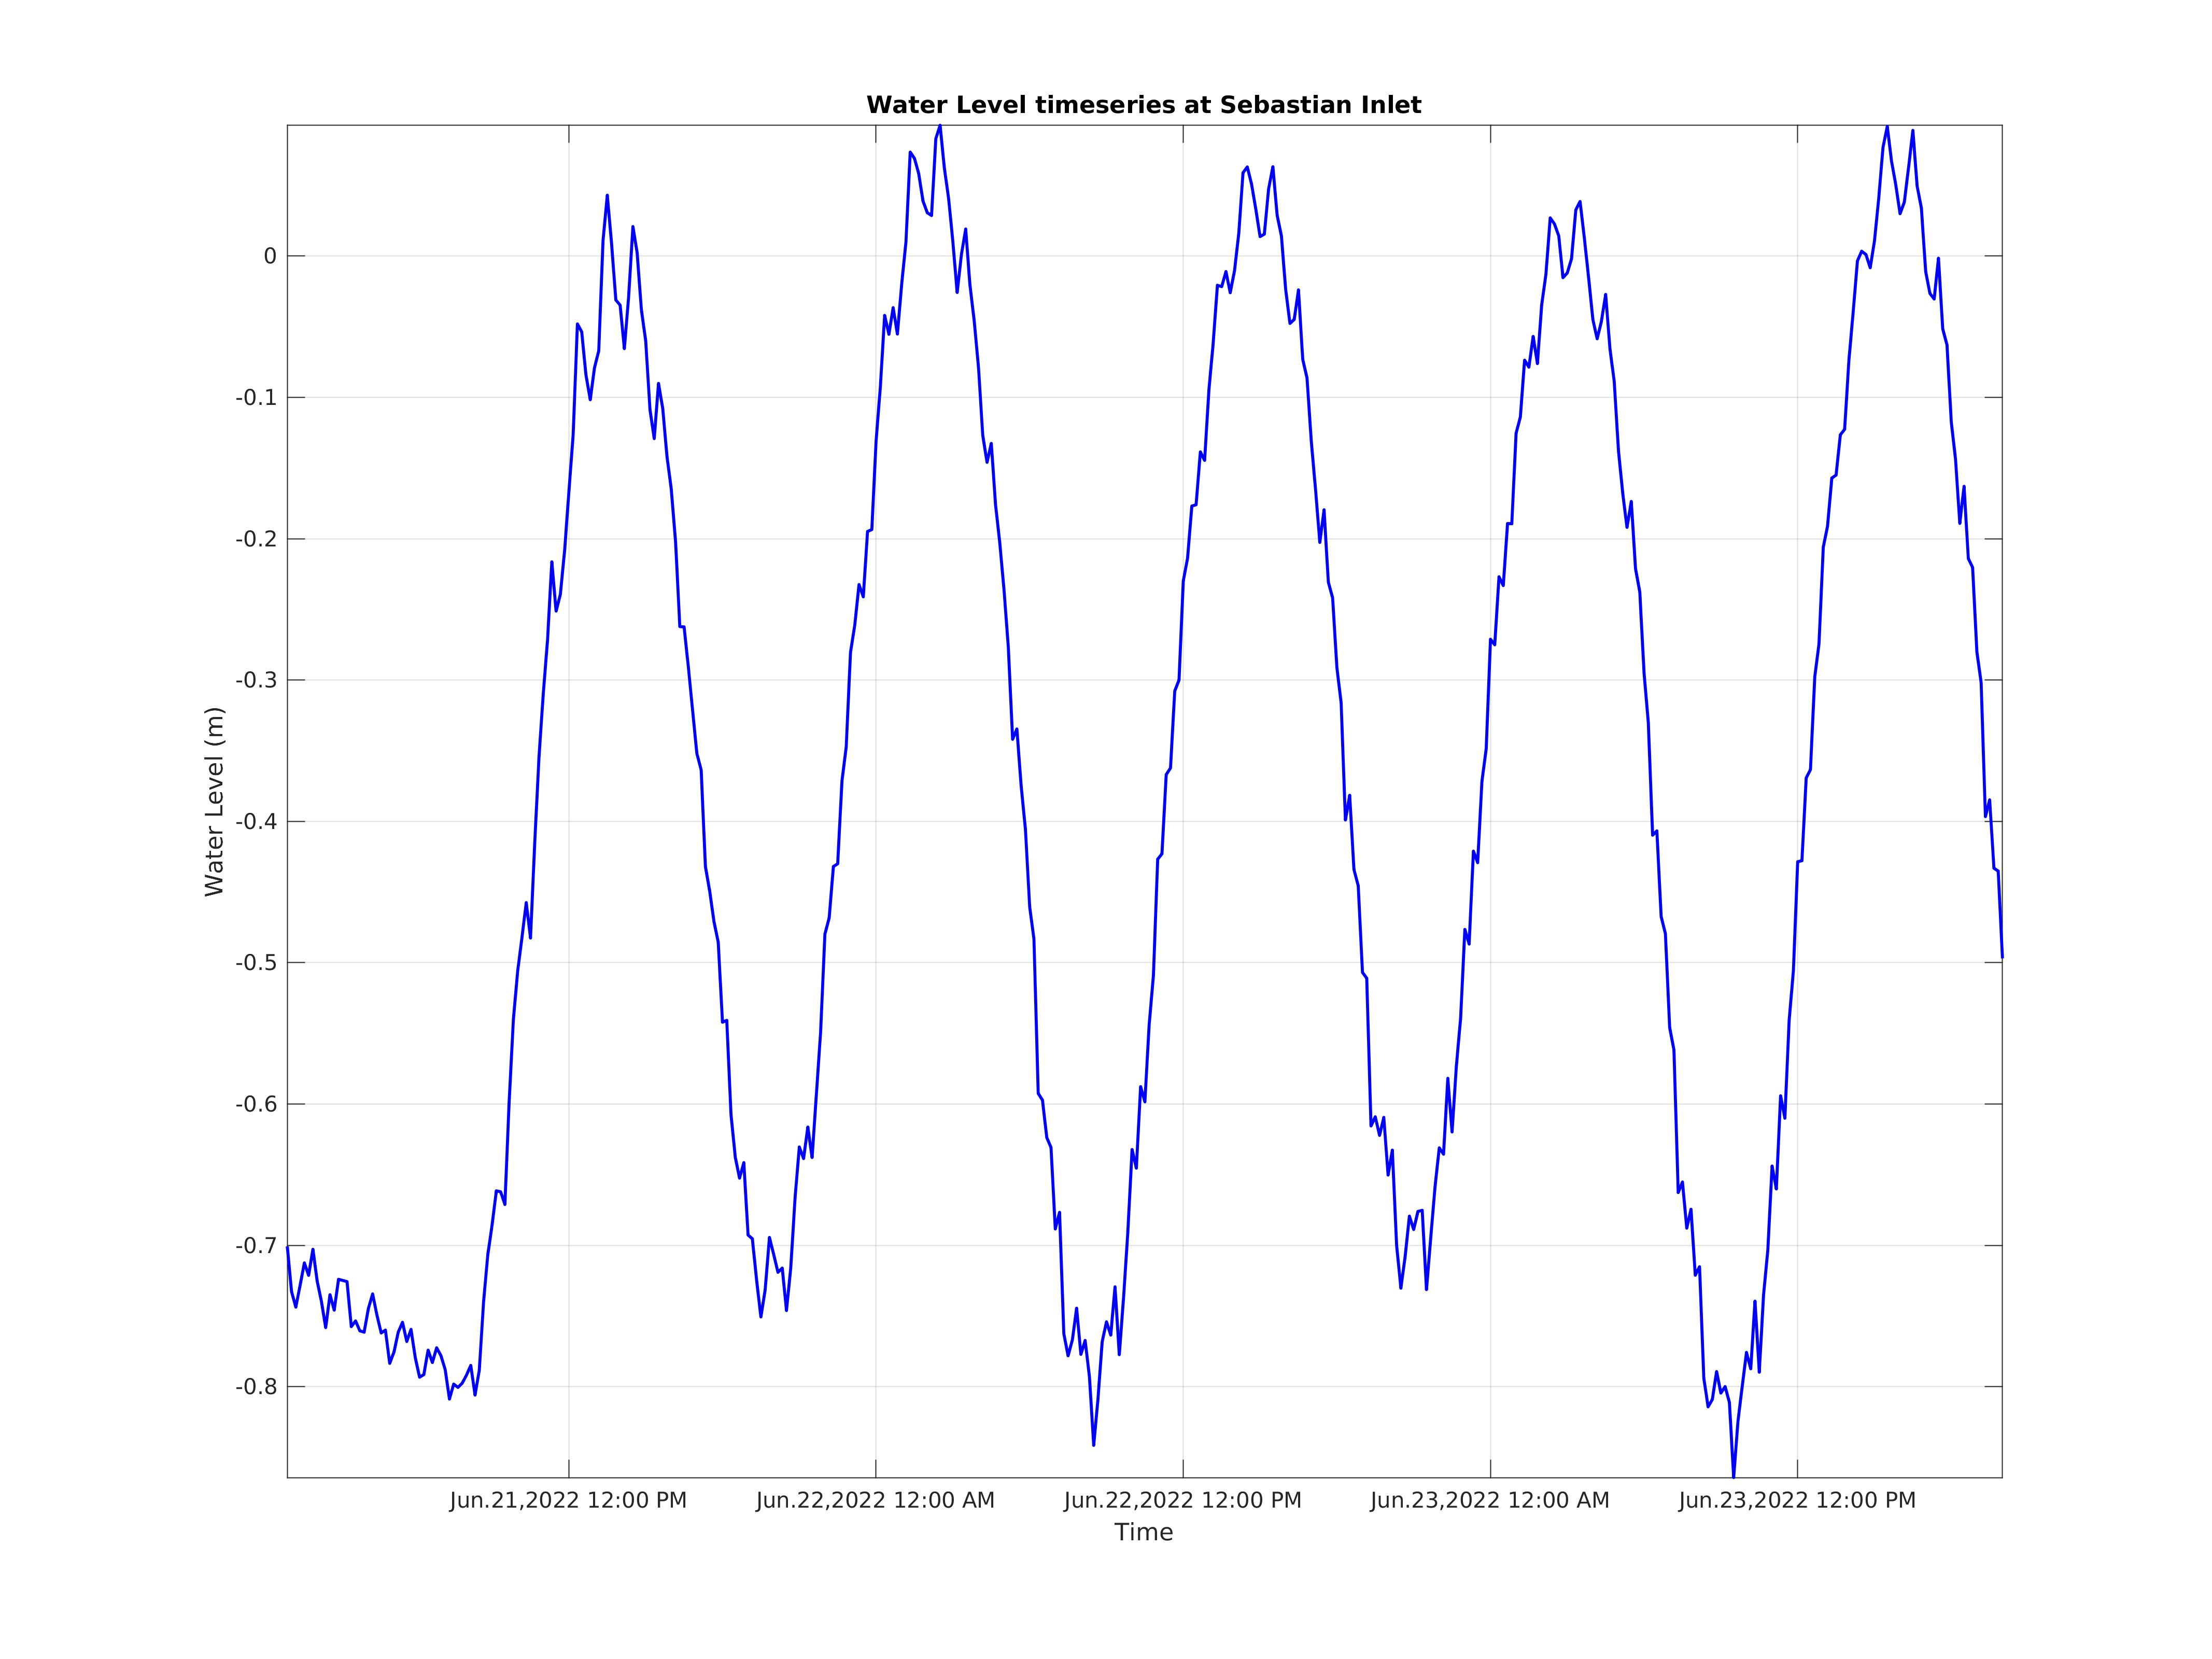 Water Level timeseries at Sebastian Inlet
0
-0.1
-0.2
-0.3
-0.4
-0.5
-0.6
-0.7
-0.8
Water Level (m)
Jun.21,2022 12:00 PM
Jun.22,2022 12:00 AM
Jun.22,2022 12:00 PM
Jun.23,2022 12:00 AM
Jun.23,2022 12:00 PM
Time